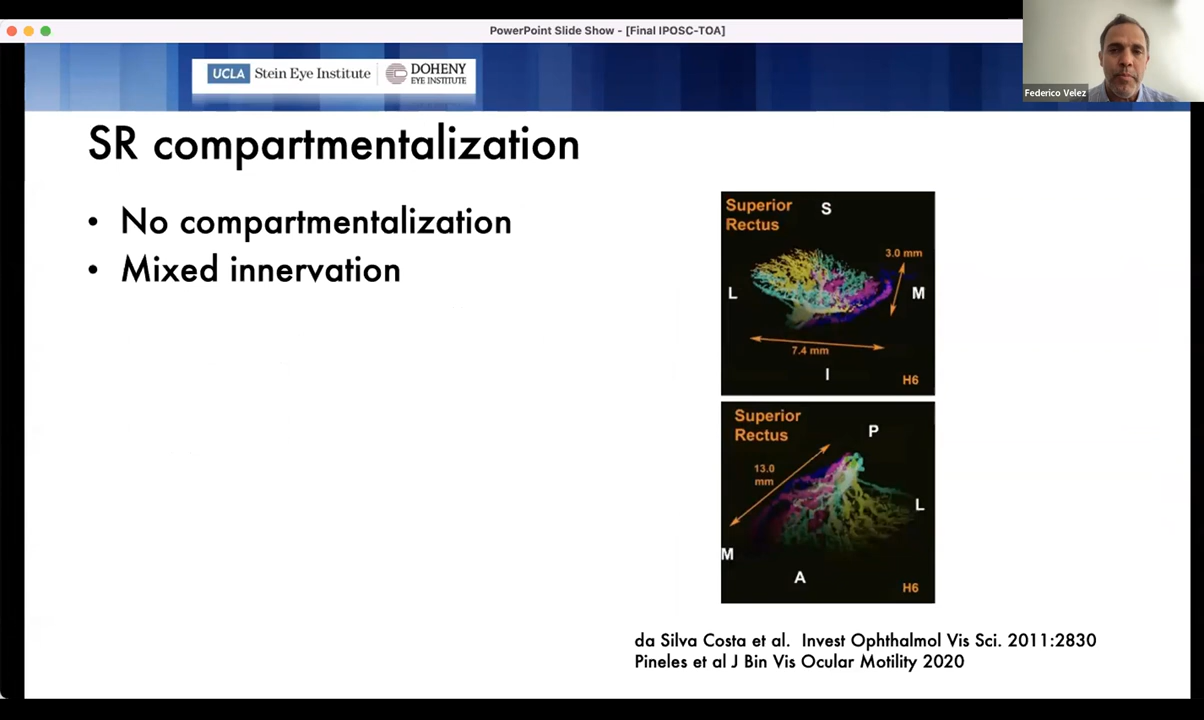 PowerPoint Slide Show - [Final IPOSC-TOA]
UCLA Stein Eye Institute
DOHENY
EYE INSTITUTE
Federico Velez
SR compartmentalization
• No compartmentalization
• Mixed innervation
Superior
Rectus
S
3.0 mm
L
M
7.4 mm
I
H6
Superior
Rectus
P
13.0
mm
L
M
A
H6
da Silva Costa et al. Invest Ophthalmol Vis Sci. 2011:2830
Pineles et al J Bin Vis Ocular Motility 2020